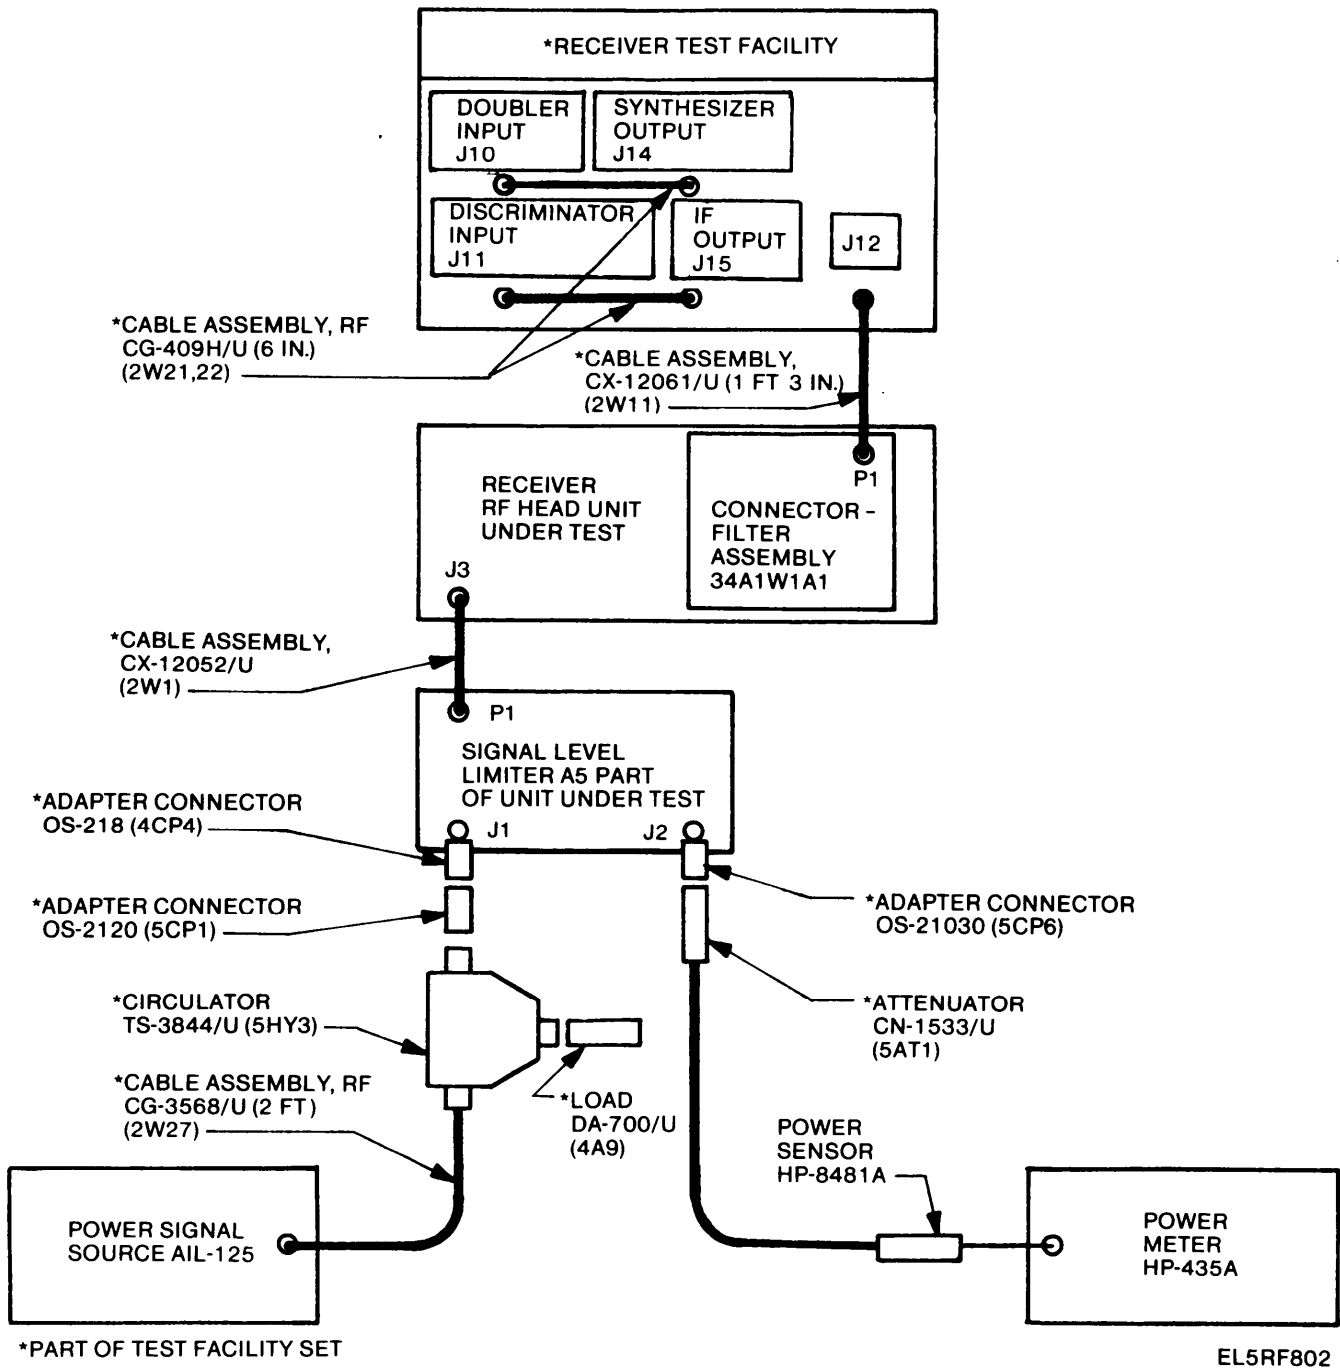 *RECEIVER TEST FACILITY
DOUBLER
INPUT
J10
SYNTHESIZER
OUTPUT
J14
DISCRIMINATOR
INPUT
J11
IF
OUTPUT
J15
J12
*CABLE ASSEMBLY, RF
CG-409H/U (6 IN.)
(2W21,22)
*CABLE ASSEMBLY,
CX-12061/U (1 FT 3 IN.)
(2W11)
RECEIVER
RF HEAD UNIT
UNDER TEST
P1
CONNECTOR -
FILTER
ASSEMBLY
34A1W1A1
J3
*CABLE ASSEMBLY,
CX-12052/U
(2W1)
P1
SIGNAL LEVEL
LIMITER A5 PART
OF UNIT UNDER TEST
J1
J2
*ADAPTER CONNECTOR
OS-218 (4CP4)
*ADAPTER CONNECTOR
OS-2120 (5CP1)
*ADAPTER CONNECTOR
OS-21030 (5CP6)
*CIRCULATOR
TS-3844/U (5HY3)
*ATTENUATOR
CN-1533/U
(5AT1)
*CABLE ASSEMBLY, RF
CG-3568/U (2 FT)
(2W27)
*LOAD
DA-700/U
(4A9)
POWER
SENSOR
HP-8481A
POWER SIGNAL
SOURCE AIL-125
POWER
METER
HP-435A
*PART OF TEST FACILITY SET
EL5RF802